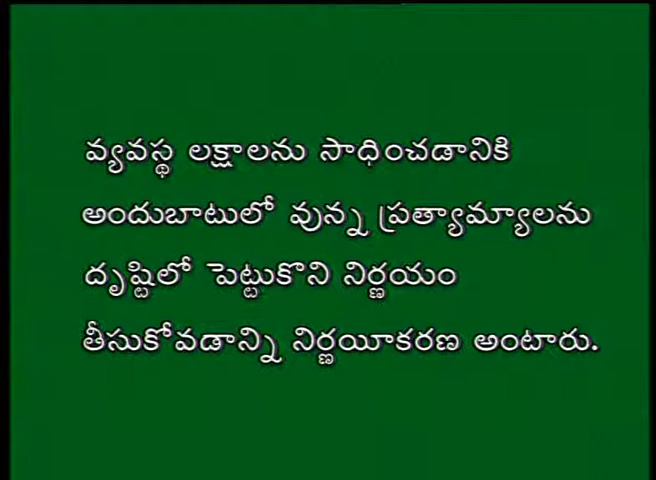 వ్యవస్థ లక్షాలను సాధించడానికి
అందుబాటులో వున్న ప్రత్యామ్యాలను
దృష్టిలో పెట్టుకొని నిర్ణయం
తీసుకోవడాన్ని నిర్ణయీకరణ అంటారు.